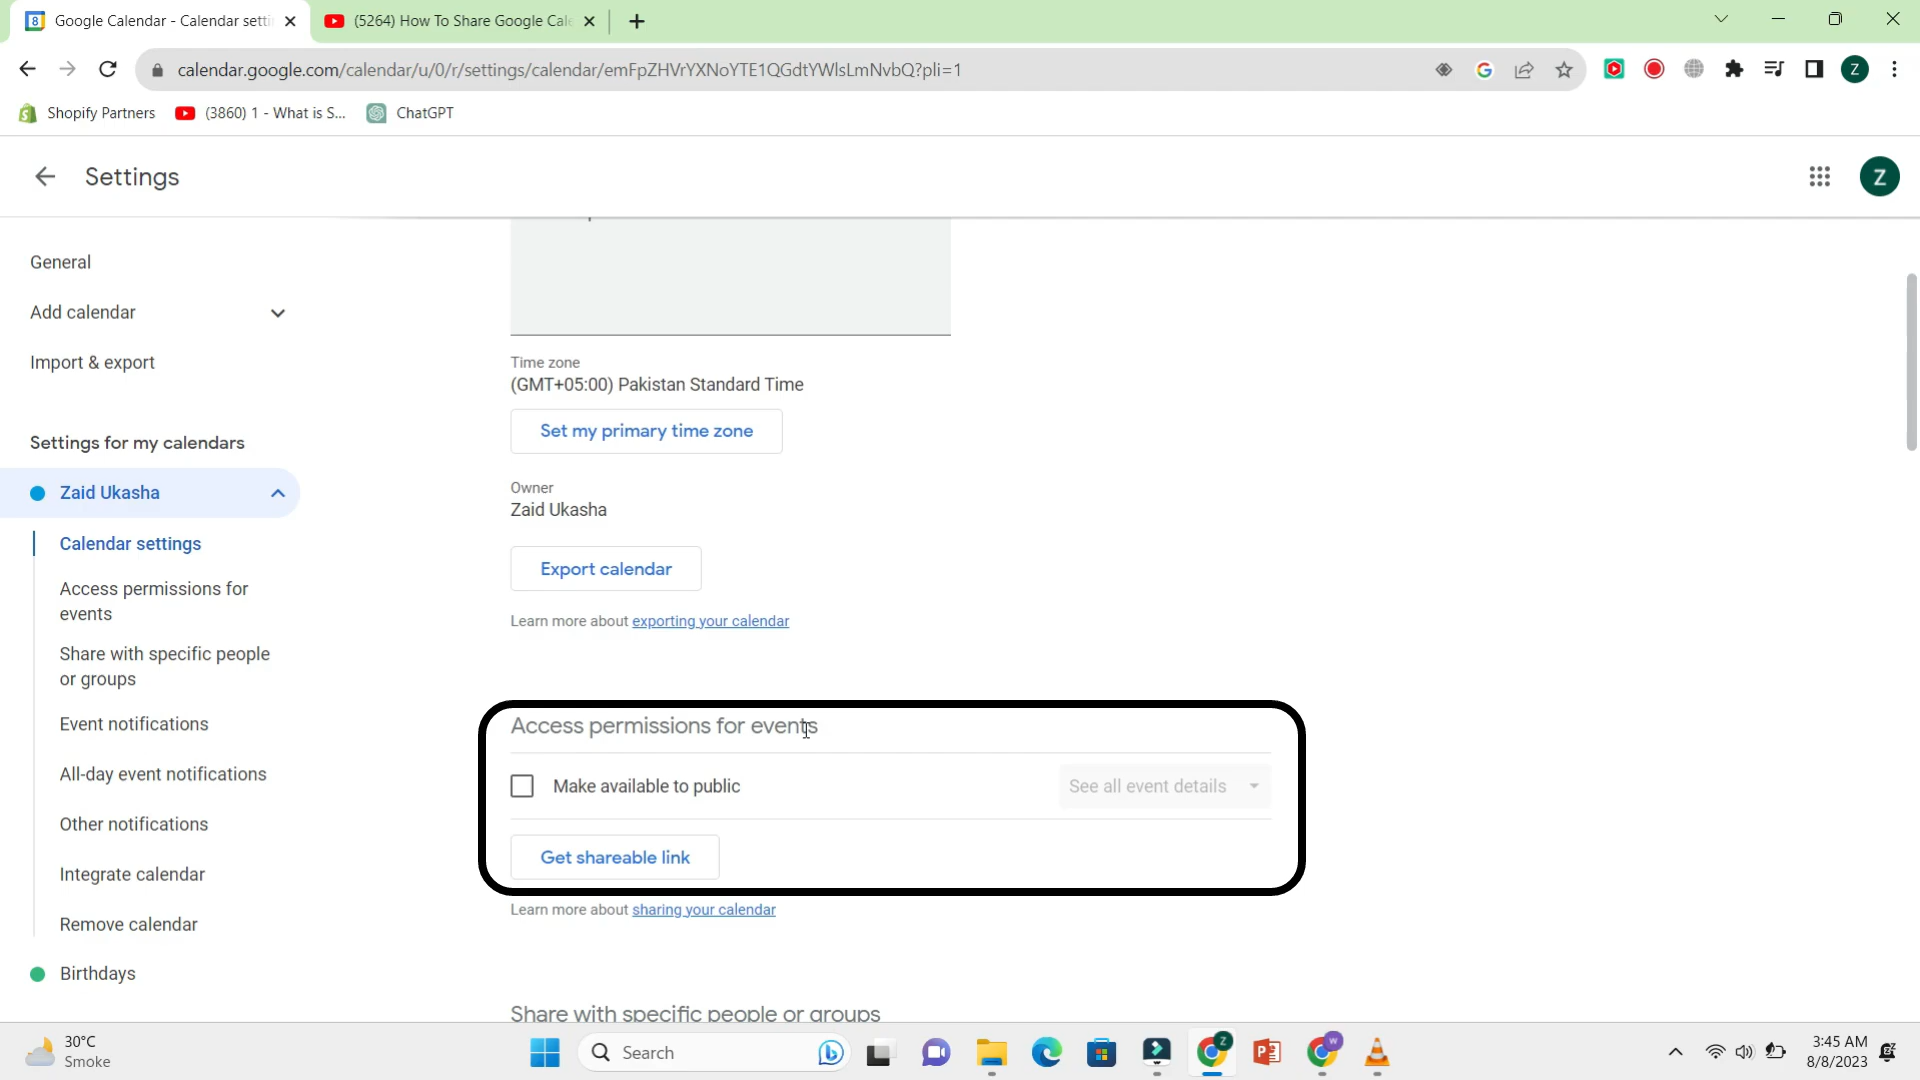 Google Calendar - Calendar setti
(5264) How To Share Google Cale
calendar.google.com/calendar/u/0/r/settings/calendar/emFpZHVrYXNoYTE1QGdtYWlsLmNvbQ?pli=1
Z
Shopify Partners
(3860) 1 - What is S...
ChatGPT
Settings
Z
General
Add calendar
Import & export
Settings for my calendars
Zaid Ukasha
Calendar settings
Access permissions for
events
Share with specific people
or groups
Event notifications
All-day event notifications
Other notifications
Integrate calendar
Remove calendar
Birthdays
Time zone
(GMT+05:00) Pakistan Standard Time
Set my primary time zone
Owner
Zaid Ukasha
Export calendar
Learn more about exporting your calendar
Access permissions for events
Make available to public
See all event details
Get shareable link
Learn more about sharing your calendar
Share with specific people or groups
30°C
Smoke
Search
3:45 AM
8/8/2023